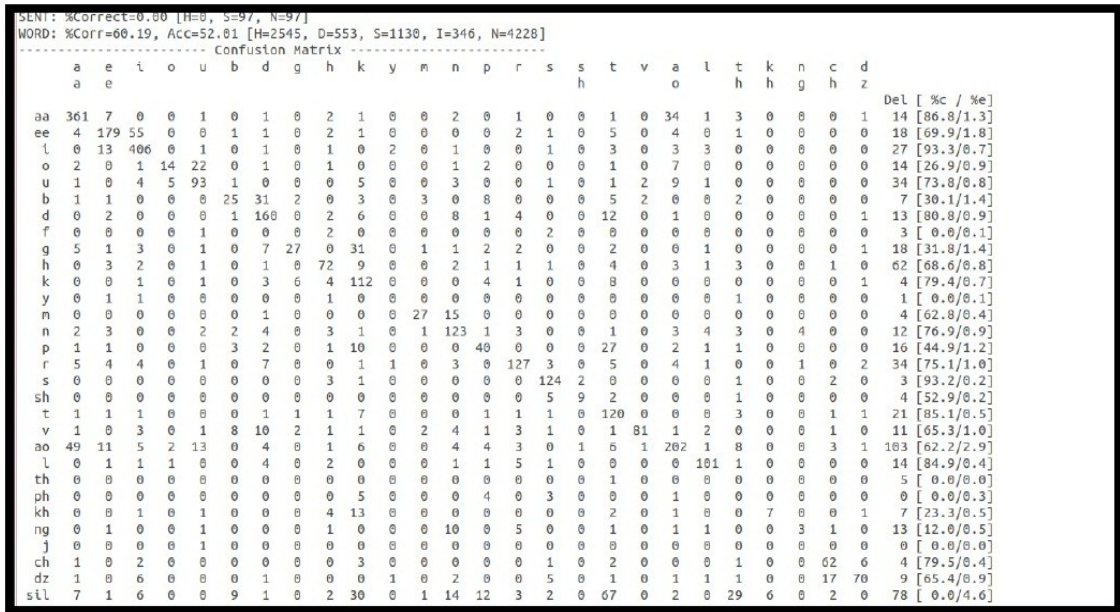 SENT: %Correct=0.00 [H=0, S=97, N=97]
WORD: %Corr=60.19, Acc=52.01 [H=2545, D=553, S=1130, I=346, N=4228]
------------------------ Confusion Matrix -------------------------
a e i o u b d g h k y m n p r s s t v a l t k n c d
a e h o h h g h z
Del [ %c / %e]
aa 361 7 0 0 1 0 1 0 2 1 0 0 2 0 1 0 0 1 0 34 1 3 0 0 0 1 14 [86.8/1.3]
ee 4 179 55 0 0 1 1 0 2 1 0 0 0 0 2 1 0 5 0 4 0 1 0 0 0 0 18 [69.9/1.8]
i 0 13 406 0 1 0 1 0 1 0 2 0 1 0 0 1 0 3 0 3 3 0 0 0 0 0 27 [93.3/0.7]
o 2 0 1 14 22 0 1 0 1 0 0 0 1 2 0 0 0 1 0 7 0 0 0 0 0 0 14 [26.9/0.9]
u 1 0 4 5 93 1 0 0 0 5 0 0 3 0 0 1 0 1 2 9 1 0 0 0 0 0 34 [73.8/0.8]
b 1 1 0 0 0 25 31 2 0 3 0 3 0 8 0 0 0 5 2 0 0 2 0 0 0 0 7 [30.1/1.4]
d 0 2 0 0 0 1 160 0 2 6 0 0 8 1 4 0 0 12 0 1 0 0 0 0 0 1 13 [80.8/0.9]
f 0 0 0 0 1 0 0 0 2 0 0 0 0 0 0 2 0 0 0 0 0 0 0 0 0 0 3 [ 0.0/0.1]
g 5 1 3 0 1 0 7 27 0 31 0 1 1 2 2 0 0 2 0 0 1 0 0 0 0 1 18 [31.8/1.4]
h 0 3 2 0 1 0 1 0 72 9 0 0 2 1 1 1 0 4 0 3 1 3 0 0 1 0 62 [68.6/0.8]
k 0 0 1 0 1 0 3 6 4 112 0 0 0 4 1 0 0 8 0 0 0 0 0 0 0 1 4 [79.4/0.7]
y 0 1 1 0 0 0 0 0 1 0 0 0 0 0 0 0 0 0 0 0 0 1 0 0 0 0 1 [ 0.0/0.1]
m 0 0 0 0 0 0 1 0 0 0 0 27 15 0 0 0 0 0 0 0 0 0 0 0 0 0 4 [62.8/0.4]
n 2 3 0 0 2 2 4 0 3 1 0 1 123 1 3 0 0 1 0 3 4 3 0 4 0 0 12 [76.9/0.9]
p 1 1 0 0 0 3 2 0 1 10 0 0 0 40 0 0 0 27 0 2 1 1 0 0 0 0 16 [44.9/1.2]
r 5 4 4 0 1 0 7 0 0 1 1 0 3 0 127 3 0 5 0 4 1 0 0 1 0 2 34 [75.1/1.0]
s 0 0 0 0 0 0 0 0 3 1 0 0 0 0 0 124 2 0 0 0 0 1 0 0 2 0 3 [93.2/0.2]
sh 0 0 0 0 0 0 0 0 0 0 0 0 0 0 0 5 9 2 0 0 0 1 0 0 0 0 4 [52.9/0.2]
t 1 1 1 0 0 0 1 1 1 7 0 0 0 1 1 1 0 120 0 0 0 3 0 0 1 1 21 [85.1/0.5]
v 1 0 3 0 1 8 10 2 1 1 0 2 4 1 3 1 0 1 81 1 2 0 0 0 1 0 11 [65.3/1.0]
ao 49 11 5 2 13 0 4 0 1 6 0 0 4 4 3 0 1 6 1 202 1 8 0 0 3 1 103 [62.2/2.9]
l 0 1 1 1 0 0 4 0 2 0 0 0 1 1 5 1 0 0 0 0 101 1 0 0 0 0 14 [84.9/0.4]
th 0 0 0 0 0 0 0 0 0 0 0 0 0 0 0 0 0 1 0 0 0 0 0 0 0 0 5 [ 0.0/0.0]
ph 0 0 0 0 0 0 0 0 0 5 0 0 0 4 0 3 0 0 0 1 0 0 0 0 0 0 0 [ 0.0/0.3]
kh 0 0 1 0 1 0 0 0 4 13 0 0 0 0 0 0 0 2 0 1 0 0 7 0 0 1 7 [23.3/0.5]
ng 0 1 0 0 1 0 0 0 1 0 0 0 10 0 5 0 0 1 0 1 1 0 0 3 1 0 13 [12.0/0.5]
j 0 0 0 0 1 0 0 0 0 0 0 0 0 0 0 0 0 0 0 0 0 0 0 0 0 0 0 [ 0.0/0.0]
ch 1 0 2 0 0 0 0 0 0 3 0 0 0 0 0 1 0 2 0 0 0 1 0 0 62 6 4 [79.5/0.4]
dz 1 0 6 0 0 0 1 0 0 0 1 0 2 0 0 5 0 1 0 1 1 1 0 0 17 70 9 [65.4/0.9]
sil 7 1 6 0 0 9 1 0 2 30 0 1 14 12 3 2 0 67 0 2 0 29 6 0 2 0 78 [ 0.0/4.6]